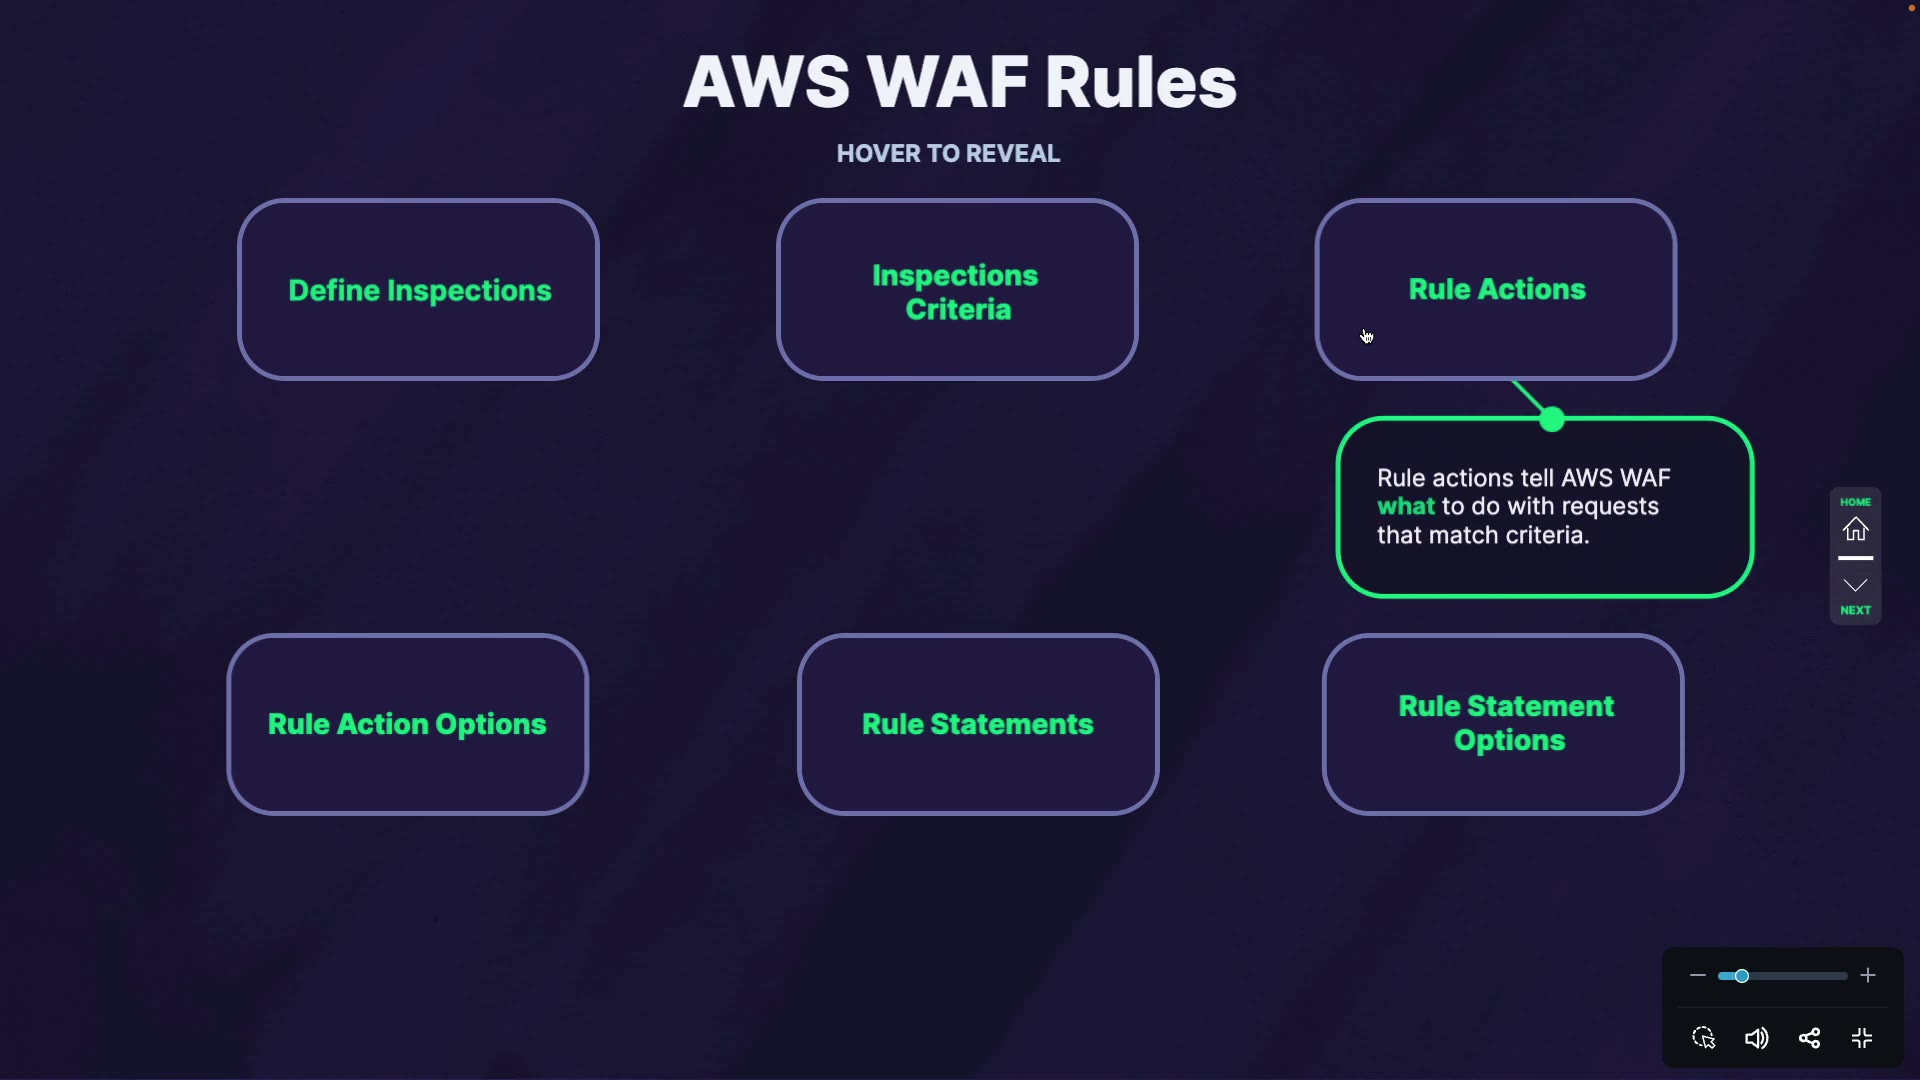 AWS WAF Rules
HOVER TO REVEAL
Define Inspections
Inspections
Criteria
Rule Actions
Rule actions tell AWS WAF
what to do with requests
that match criteria.
HOME
NEXT
Rule Action Options
Rule Statements
Rule Statement
Options